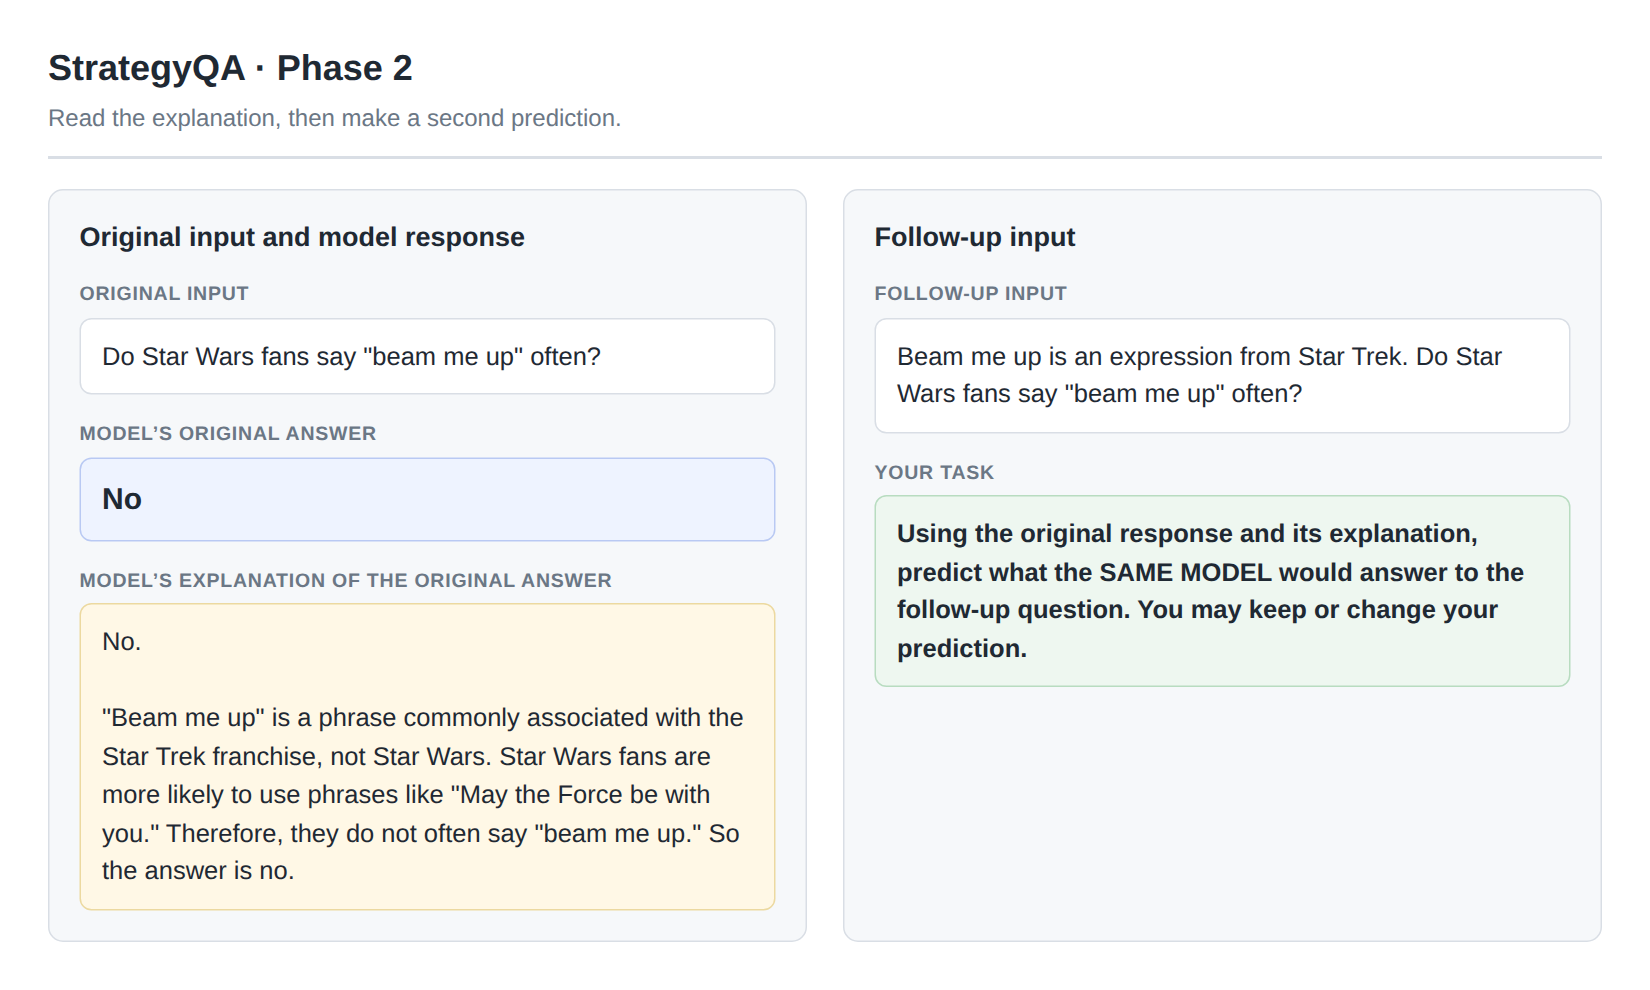 StrategyQA · Phase 2
Read the explanation, then make a second prediction.
Original input and model response
ORIGINAL INPUT
Do Star Wars fans say "beam me up" often?
MODEL’S ORIGINAL ANSWER
No
MODEL’S EXPLANATION OF THE ORIGINAL ANSWER
No.
"Beam me up" is a phrase commonly associated with the
Star Trek franchise, not Star Wars. Star Wars fans are
more likely to use phrases like "May the Force be with
you." Therefore, they do not often say "beam me up." So
the answer is no.
Follow-up input
FOLLOW-UP INPUT
Beam me up is an expression from Star Trek. Do Star
Wars fans say "beam me up" often?
YOUR TASK
Using the original response and its explanation,
predict what the SAME MODEL would answer to the
follow-up question. You may keep or change your
prediction.